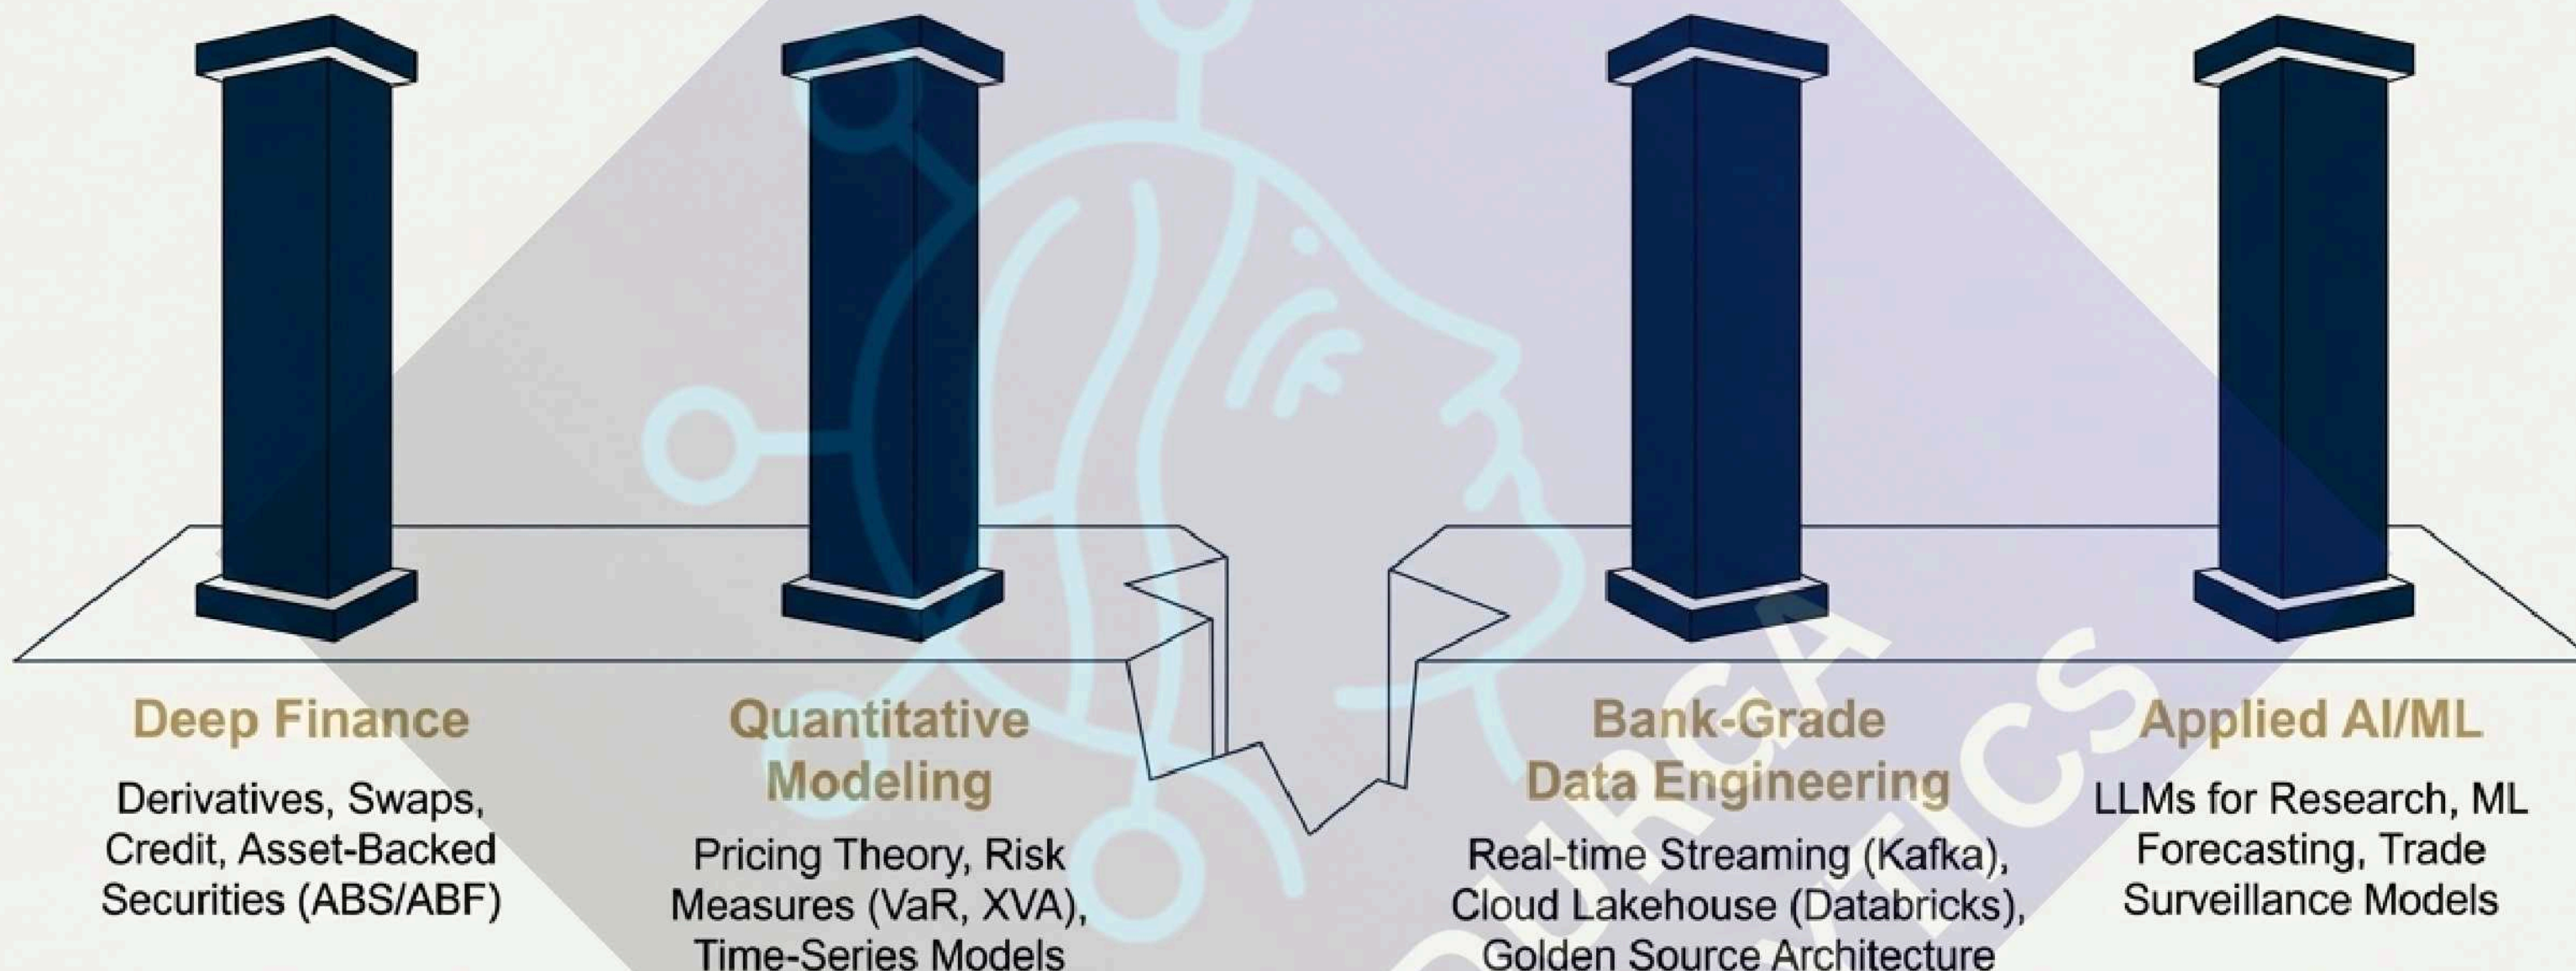 Deep Finance
Derivatives, Swaps,
Credit, Asset-Backed
Securities (ABS/ABF)
Quantitative
Modeling
Pricing Theory, Risk
Measures (VaR, XVA),
Time-Series Models
Bank-Grade
Data Engineering
Real-time Streaming (Kafka),
Cloud Lakehouse (Databricks),
Golden Source Architecture
Applied AI/ML
LLMs for Research, ML
Forecasting, Trade
Surveillance Models
DURGA